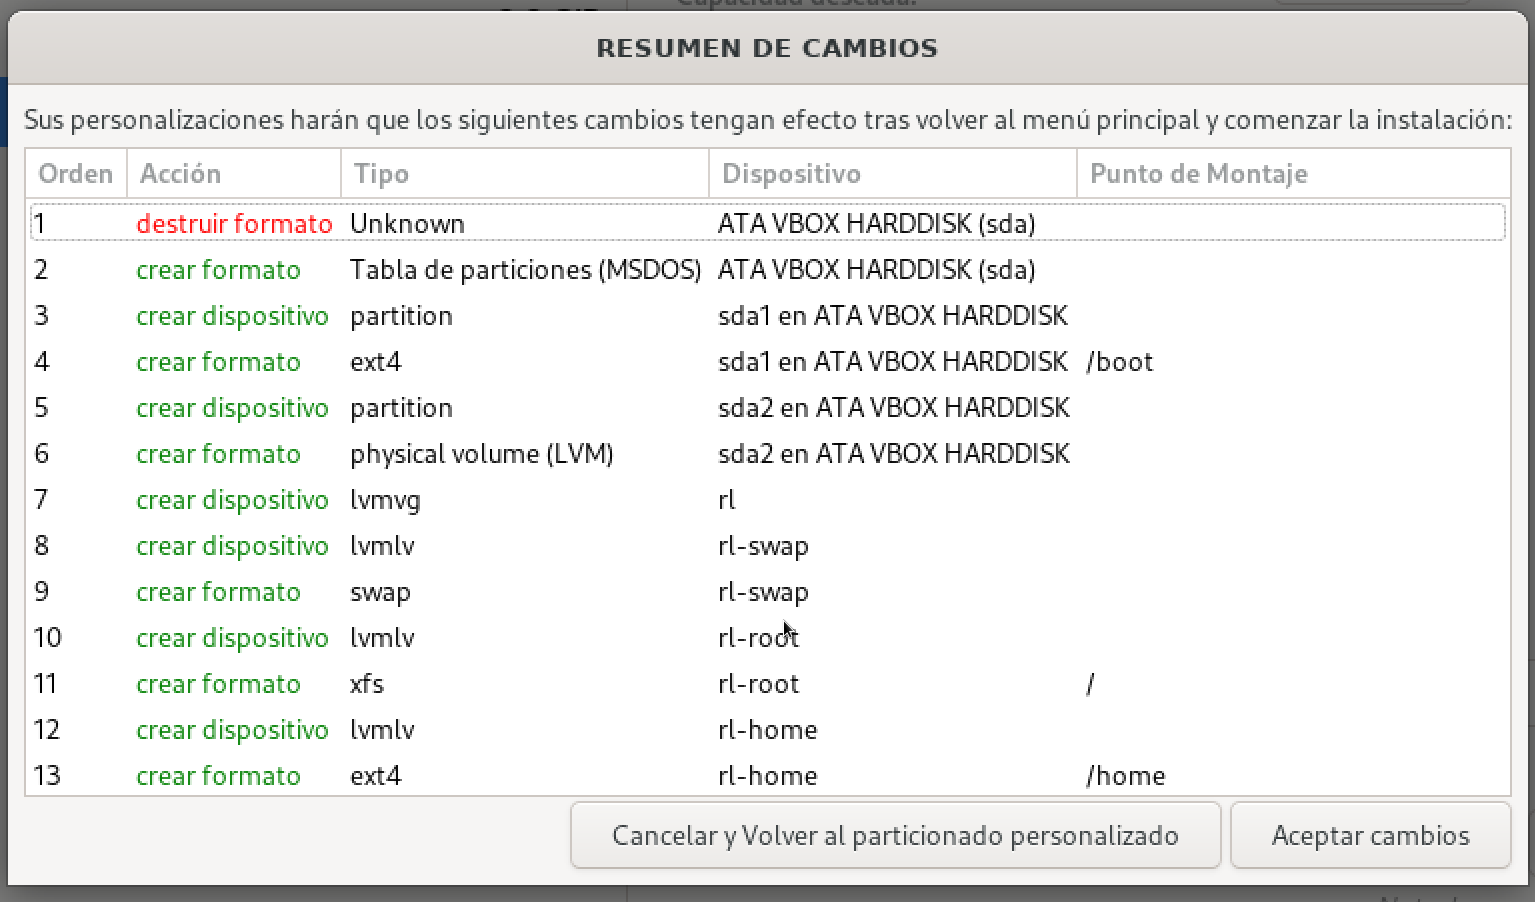 Capacidad deseada:
RESUMEN DE CAMBIOS
Sus personalizaciones harán que los siguientes cambios tengan efecto tras volver al menú principal y comenzar la instalación:
Orden Acción Tipo Dispositivo Punto de Montaje
1 destruir formato Unknown ATA VBOX HARDDISK (sda)
2 crear formato Tabla de particiones (MSDOS) ATA VBOX HARDDISK (sda)
3 crear dispositivo partition sda1 en ATA VBOX HARDDISK
4 crear formato ext4 sda1 en ATA VBOX HARDDISK /boot
5 crear dispositivo partition sda2 en ATA VBOX HARDDISK
6 crear formato physical volume (LVM) sda2 en ATA VBOX HARDDISK
7 crear dispositivo lvmvg rl
8 crear dispositivo lvmlv rl-swap
9 crear formato swap rl-swap
10 crear dispositivo lvmlv rl-root
11 crear formato xfs rl-root /
12 crear dispositivo lvmlv rl-home
13 crear formato ext4 rl-home /home
Cancelar y Volver al particionado personalizado Aceptar cambios